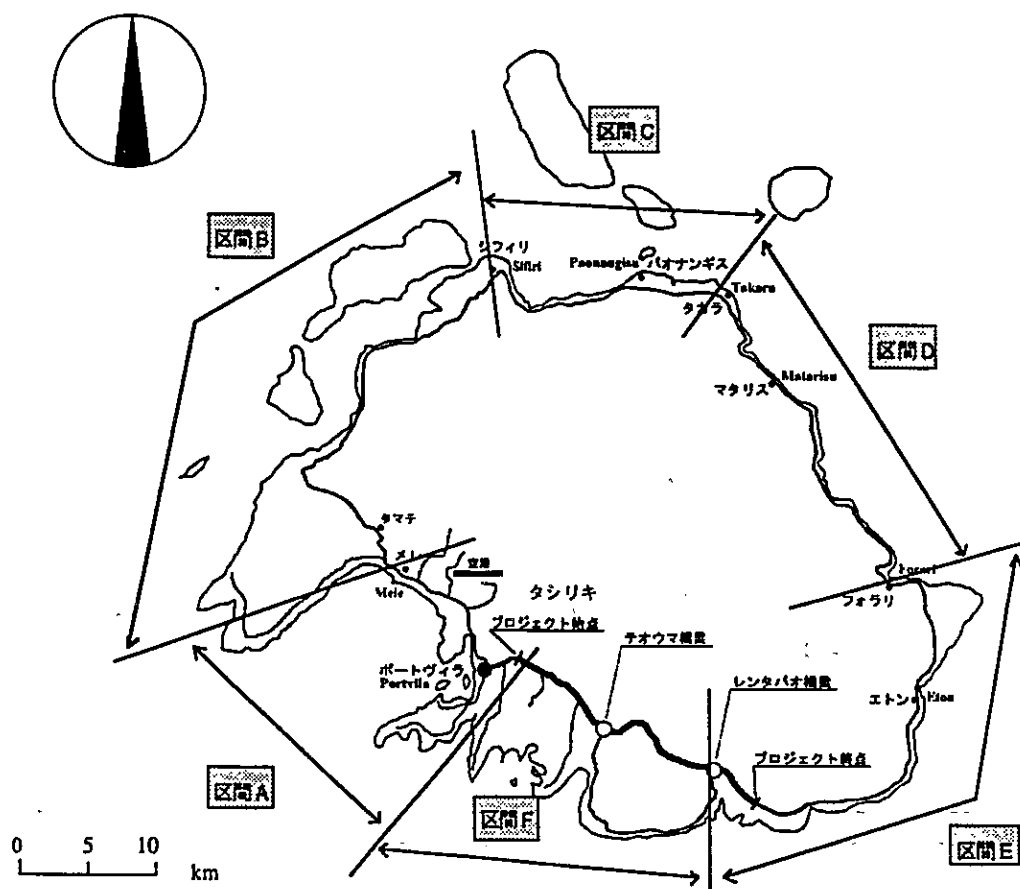 区間C
区間B
シフィリ
Sifiri
Paonangisu パオナンギス
Takara
タカラ
区間D
マタリス
Matarisu
タマテ
メレ
Mele
空港
タシリキ
Forari
フォラリ
プロジェクト始点
テオウマ橋梁
ポートヴィラ
Portvila
レンタバオ橋梁
エトン
Eton
プロジェクト終点
区間A
区間F
区間E
0 5 10
km